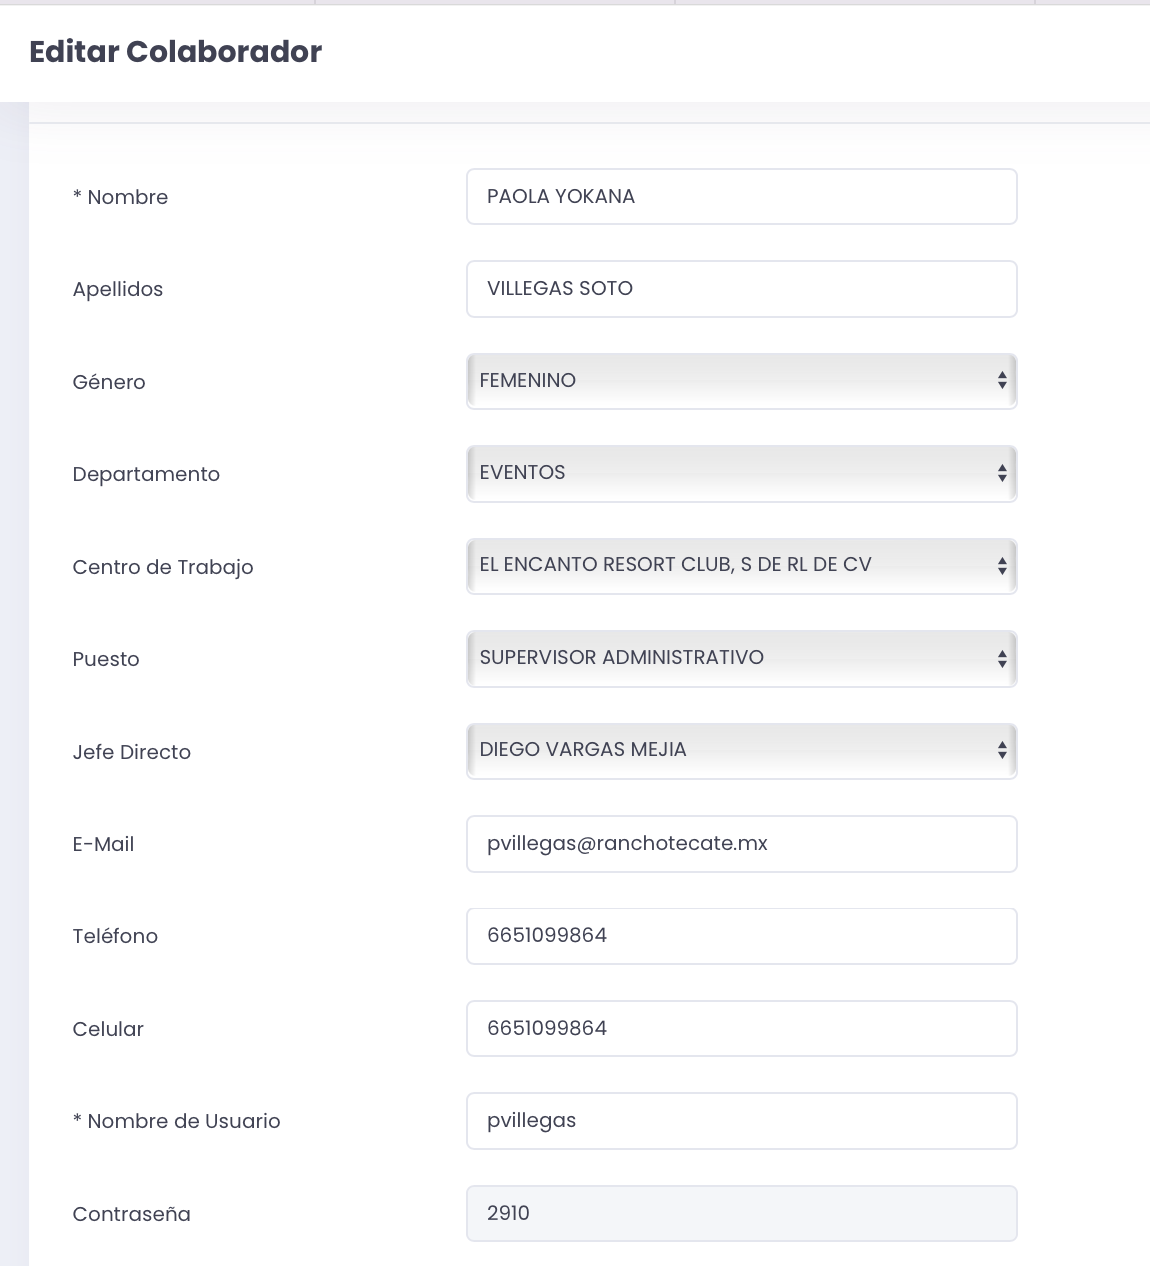 Editar Colaborador
* Nombre
PAOLA YOKANA
Apellidos
VILLEGAS SOTO
Género
FEMENINO
Departamento
EVENTOS
Centro de Trabajo
EL ENCANTO RESORT CLUB, S DE RL DE CV
Puesto
SUPERVISOR ADMINISTRATIVO
Jefe Directo
DIEGO VARGAS MEJIA
E-Mail
pvillegas@ranchotecate.mx
Teléfono
6651099864
Celular
6651099864
* Nombre de Usuario
pvillegas
Contraseña
2910